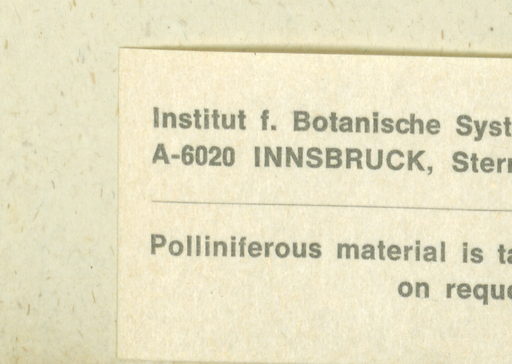 Institut f. Botanische Syst
A-6020 INNSBRUCK, Stern
Polliniferous material is ta
on reque